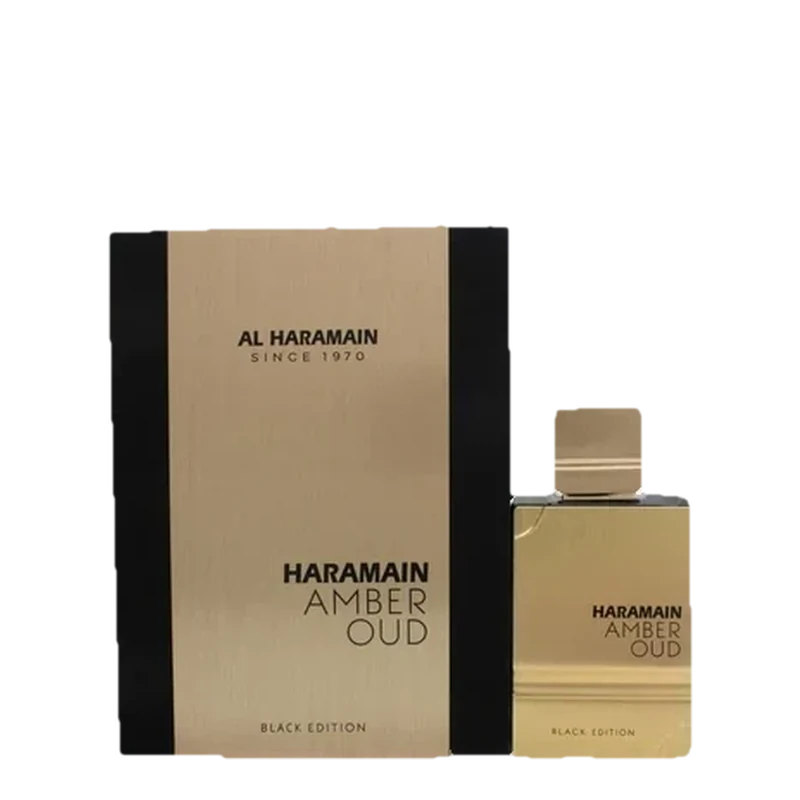 AL HARAMAIN
SINCE 1970
HARAMAIN
AMBER
OUD
BLACK EDITION
HARAMAIN
AMBER
OUD
BLACK EDITION